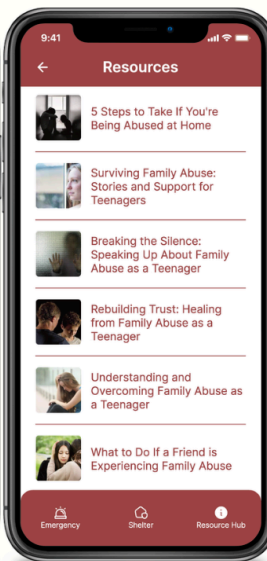 9:41
Resources
5 Steps to Take If You're
Being Abused at Home
Surviving Family Abuse:
Stories and Support for
Teenagers
Breaking the Silence:
Speaking Up About Family
Abuse as a Teenager
Rebuilding Trust: Healing
from Family Abuse as a
Teenager
Understanding and
Overcoming Family Abuse as
a Teenager
What to Do If a Friend is
Experiencing Family Abuse
Emergency
Shelter
Resource Hub